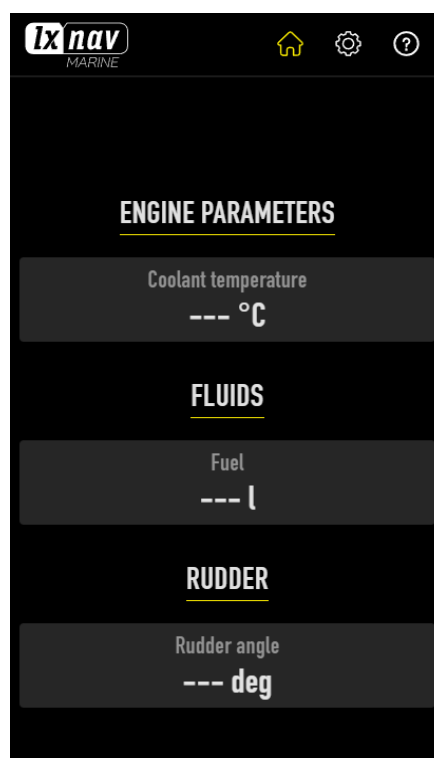 lx nav
MARINE
ENGINE PARAMETERS
Coolant temperature
--- °C
FLUIDS
Fuel
--- l
RUDDER
Rudder angle
--- deg